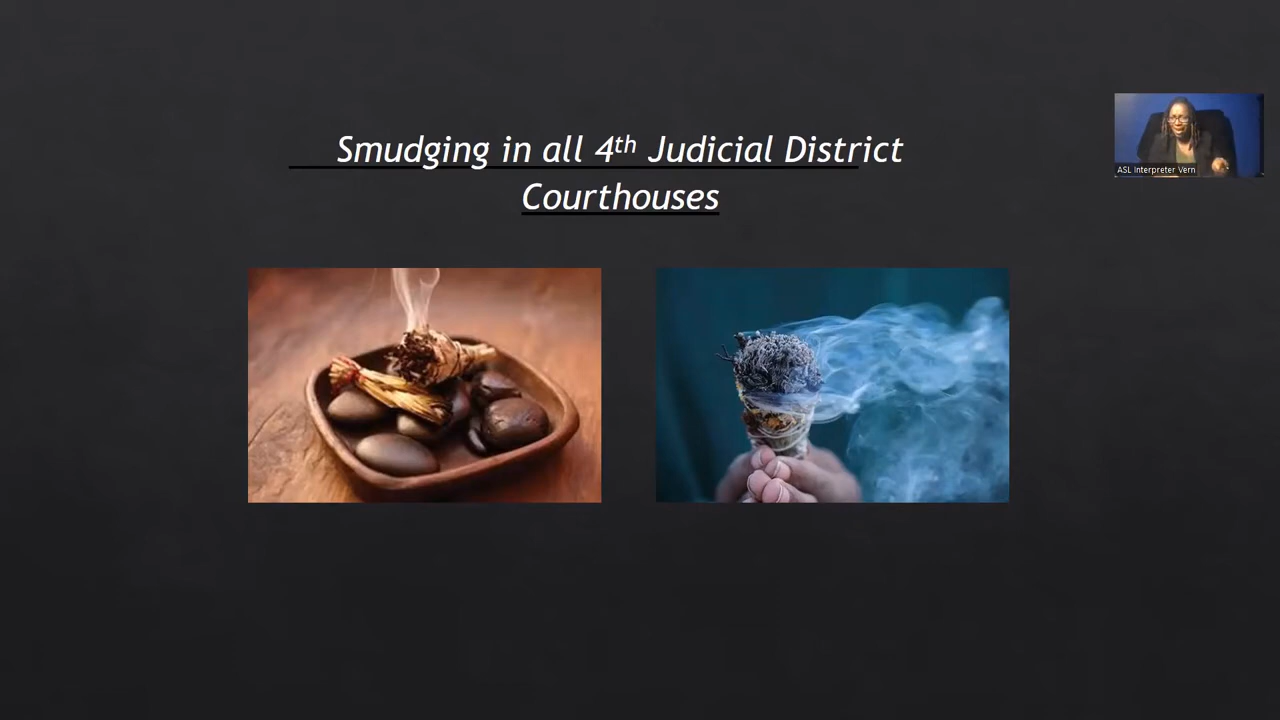 Smudging in all 4th Judicial District
Courthouses
ASL Interpreter Vern